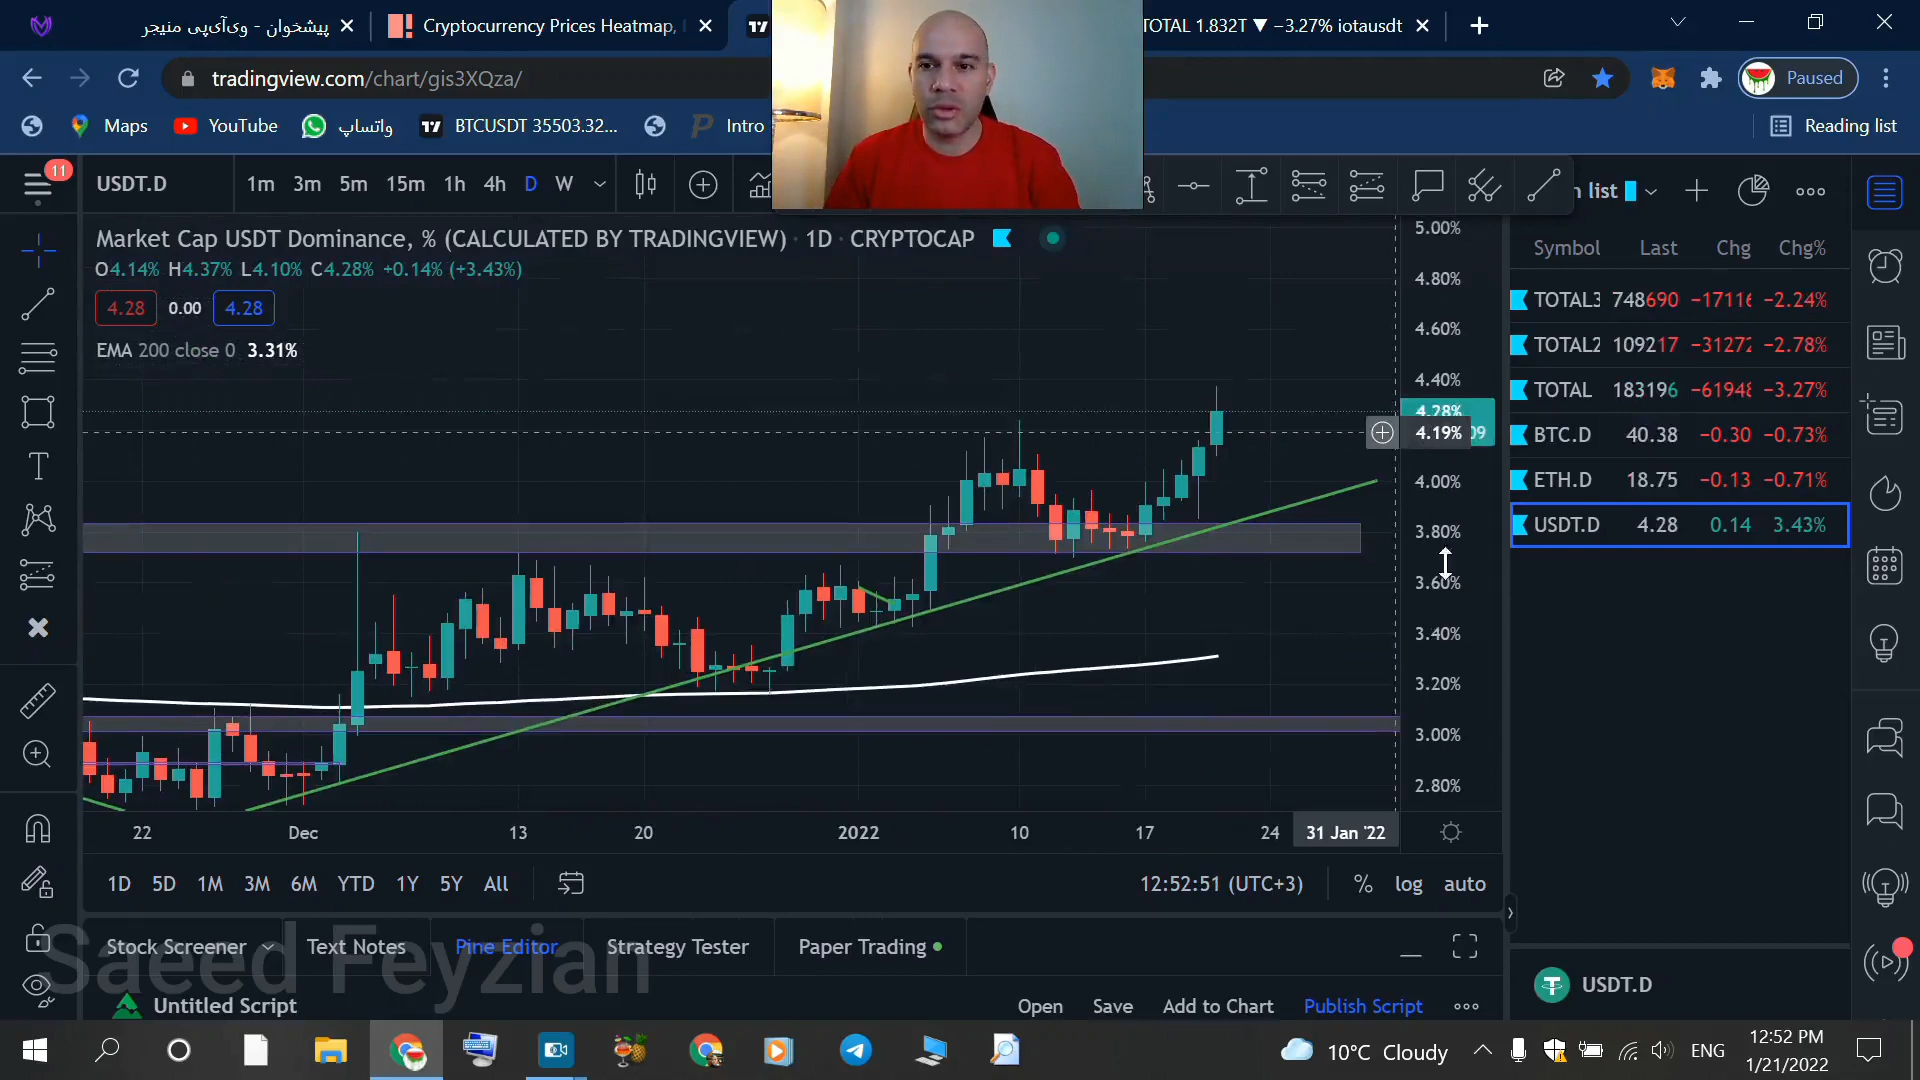 پیشخوان - وی‌آی‌پی منیجر
Cryptocurrency Prices Heatmap,
TOTAL 1.832T ▼ −3.27% iotausdt
tradingview.com/chart/gis3XQza/
Paused
Maps
YouTube
واتساپ
BTCUSDT 35503.32...
Intro
Reading list
11
USDT.D
1m 3m 5m 15m 1h 4h D W
n list
Market Cap USDT Dominance, % (CALCULATED BY TRADINGVIEW) · 1D · CRYPTOCAP
O4.14% H4.37% L4.10% C4.28% +0.14% (+3.43%)
4.28 0.00 4.28
EMA 200 close 0 3.31%
5.00%
4.80%
4.60%
4.40%
4.28%
4.19% 09
4.00%
3.80%
3.60%
3.40%
3.20%
3.00%
2.80%
22 Dec 13 20 2022 10 17 24 31 Jan '22
Symbol Last Chg Chg%
TOTAL3 748690 −17116 −2.24%
TOTAL2 109217 −31272 −2.78%
TOTAL 183196 −61948 −3.27%
BTC.D 40.38 −0.30 −0.73%
ETH.D 18.75 −0.13 −0.71%
USDT.D 4.28 0.14 3.43%
1D 5D 1M 3M 6M YTD 1Y 5Y All
12:52:51 (UTC+3) % log auto
Stock Screener Text Notes Pine Editor Strategy Tester Paper Trading
Saeed Feyzian
Untitled Script
Open Save Add to Chart Publish Script
USDT.D
10°C Cloudy
ENG
12:52 PM
1/21/2022